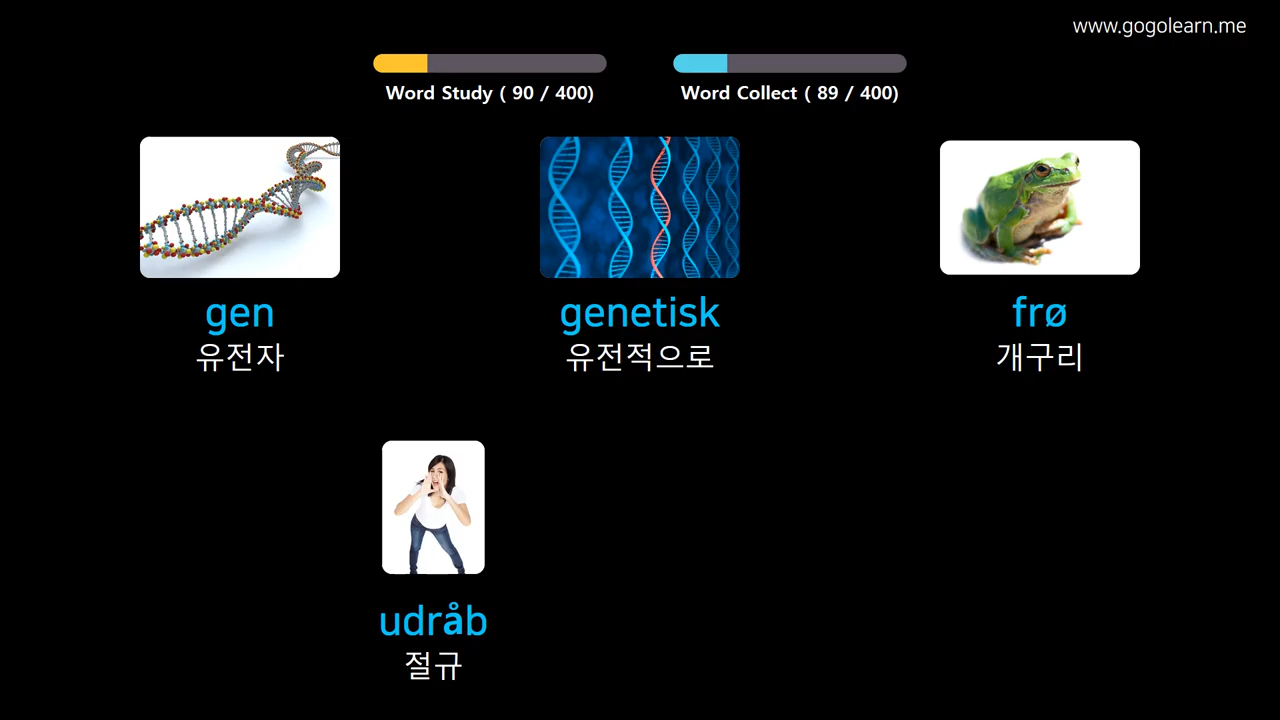 www.gogolearn.me
Word Study ( 90 / 400)
Word Collect ( 89 / 400)
gen
유전자
genetisk
유전적으로
frø
개구리
udråb
절규